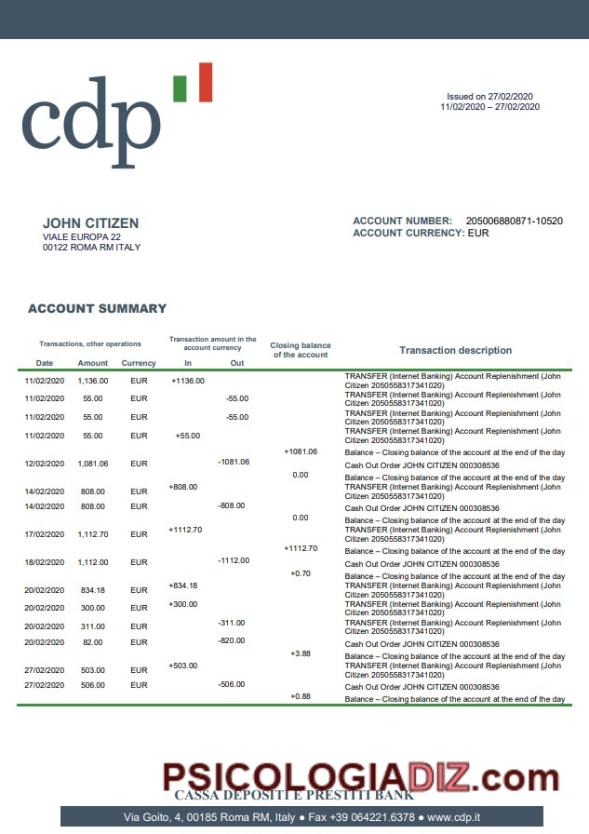 cdp
Issued on 27/02/2020
11/02/2020 – 27/02/2020
JOHN CITIZEN
VIALE EUROPA 22
00122 ROMA RM ITALY
ACCOUNT NUMBER: 205006880871-10520
ACCOUNT CURRENCY: EUR
ACCOUNT SUMMARY
Transactions, other operations
Transaction amount in the
account currency
Closing balance
of the account
Transaction description
Date Amount Currency In Out
11/02/2020 1,136.00 EUR +1136.00 TRANSFER (Internet Banking) Account Replenishment (John
Citizen 2050558317341020)
11/02/2020 55.00 EUR -55.00 TRANSFER (Internet Banking) Account Replenishment (John
Citizen 2050558317341020)
11/02/2020 55.00 EUR -55.00 TRANSFER (Internet Banking) Account Replenishment (John
Citizen 2050558317341020)
11/02/2020 55.00 EUR +55.00 TRANSFER (Internet Banking) Account Replenishment (John
Citizen 2050558317341020)
+1081.06 Balance – Closing balance of the account at the end of the day
12/02/2020 1,081.06 EUR -1081.06 Cash Out Order JOHN CITIZEN 000308536
0.00 Balance – Closing balance of the account at the end of the day
14/02/2020 808.00 EUR +808.00 TRANSFER (Internet Banking) Account Replenishment (John
Citizen 2050558317341020)
14/02/2020 808.00 EUR -808.00 Cash Out Order JOHN CITIZEN 000308536
0.00 Balance – Closing balance of the account at the end of the day
17/02/2020 1,112.70 EUR +1112.70 TRANSFER (Internet Banking) Account Replenishment (John
Citizen 2050558317341020)
+1112.70 Balance – Closing balance of the account at the end of the day
18/02/2020 1,112.00 EUR -1112.00 Cash Out Order JOHN CITIZEN 000308536
+0.70 Balance – Closing balance of the account at the end of the day
20/02/2020 834.18 EUR +834.18 TRANSFER (Internet Banking) Account Replenishment (John
Citizen 2050558317341020)
20/02/2020 300.00 EUR +300.00 TRANSFER (Internet Banking) Account Replenishment (John
Citizen 2050558317341020)
20/02/2020 311.00 EUR -311.00 TRANSFER (Internet Banking) Account Replenishment (John
Citizen 2050558317341020)
20/02/2020 82.00 EUR -820.00 Cash Out Order JOHN CITIZEN 000308536
+3.88 Balance – Closing balance of the account at the end of the day
27/02/2020 503.00 EUR +503.00 TRANSFER (Internet Banking) Account Replenishment (John
Citizen 2050558317341020)
27/02/2020 506.00 EUR -506.00 Cash Out Order JOHN CITIZEN 000308536
+0.88 Balance – Closing balance of the account at the end of the day
PSICOLOGIADIZ.com
CASSA DEPOSITI E PRESTITI BANK
Via Goito, 4, 00185 Roma RM, Italy ● Fax +39 064221.6378 ● www.cdp.it